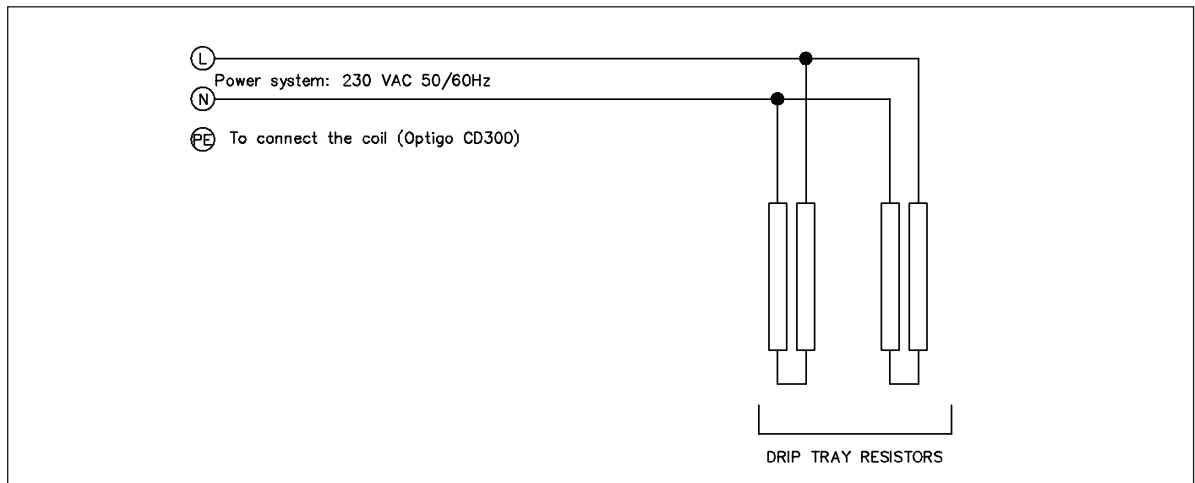 L
Power system: 230 VAC 50/60Hz
N
PE To connect the coil (Optigo CD300)
DRIP TRAY RESISTORS